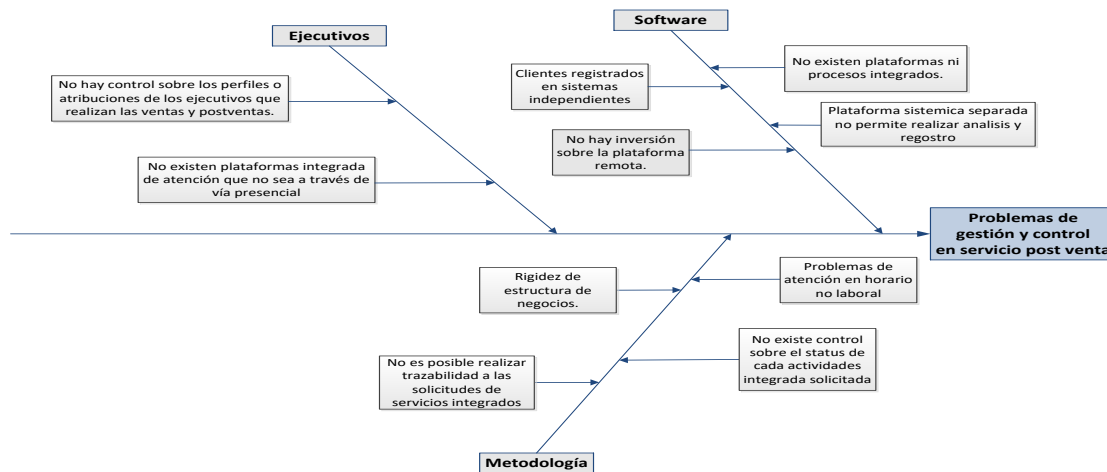 Software
Ejecutivos
No existen plataformas ni
procesos integrados.
Clientes registrados
en sistemas
independientes
No hay control sobre los perfiles o
atribuciones de los ejecutivos que
realizan las ventas y postventas.
Plataforma sistemica separada
no permite realizar analisis y
regostro
No hay inversión
sobre la plataforma
remota.
No existen plataformas integrada
de atención que no sea a través de
vía presencial
Problemas de
gestión y control
en servicio post venta
Rigidez de
estructura de
negocios.
Problemas de
atención en horario
no laboral
No existe control
sobre el status de
cada actividades
integrada solicitada
No es posible realizar
trazabilidad a las
solicitudes de
servicios integrados
Metodología